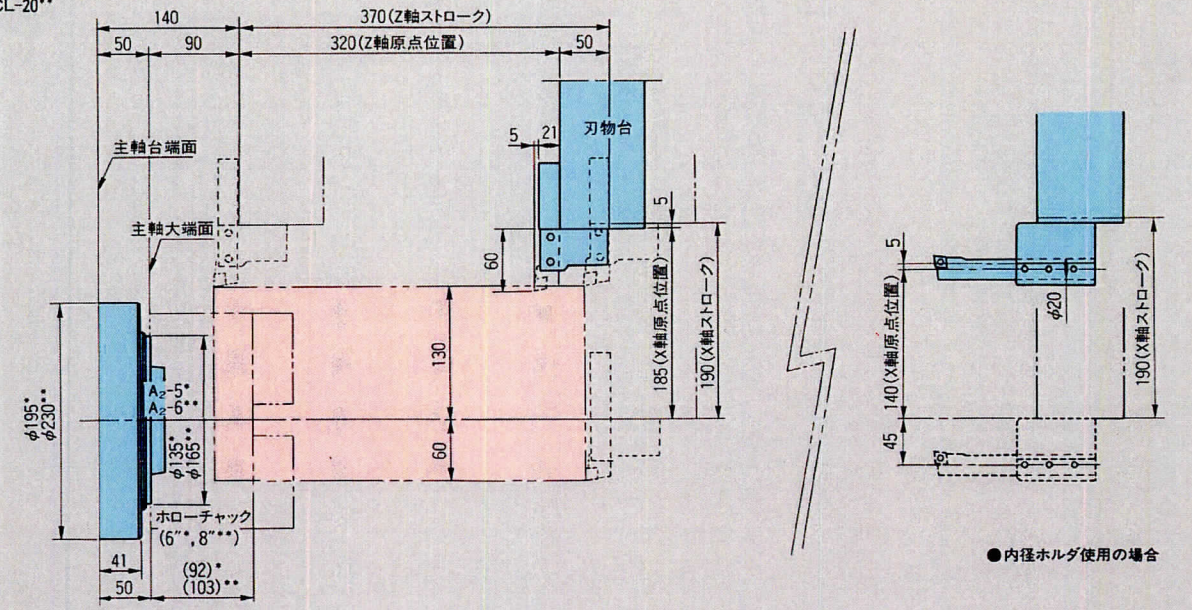 CL-20**
140
370(Z軸ストローク)
50
90
320(Z軸原点位置)
50
刃物台
5
21
主軸台端面
主軸大端面
5
60
185(X軸原点位置)
190(X軸ストローク)
130
60
φ195*
φ230**
A₂-5*
A₂-6**
φ135*
φ165**
ホローチャック
(6"*,8"**)
41
50
(92)*
(103)**
5
φ20
140(X軸原点位置)
190(X軸ストローク)
45
●内径ホルダ使用の場合